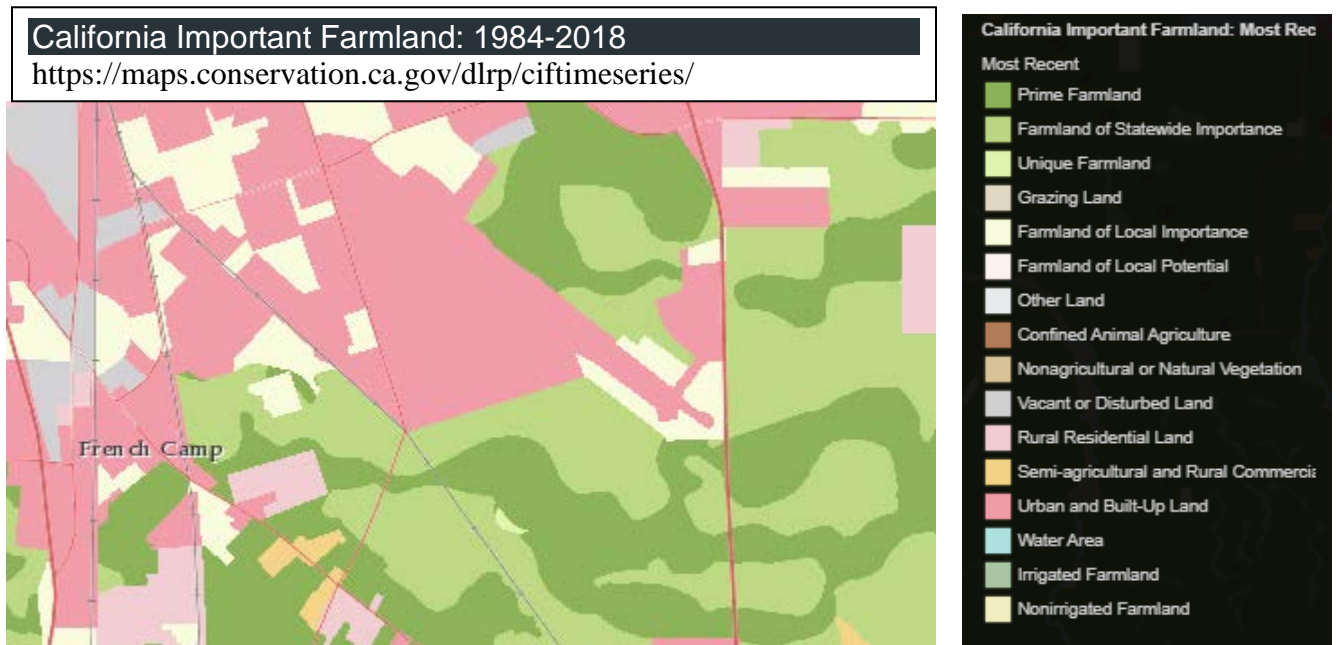 California Important Farmland: 1984-2018
https://maps.conservation.ca.gov/dlrp/ciftimeseries/
French Camp
California Important Farmland: Most Rec
Most Recent
Prime Farmland
Farmland of Statewide Importance
Unique Farmland
Grazing Land
Farmland of Local Importance
Farmland of Local Potential
Other Land
Confined Animal Agriculture
Nonagricultural or Natural Vegetation
Vacant or Disturbed Land
Rural Residential Land
Semi-agricultural and Rural Commercia
Urban and Built-Up Land
Water Area
Irrigated Farmland
Nonirrigated Farmland